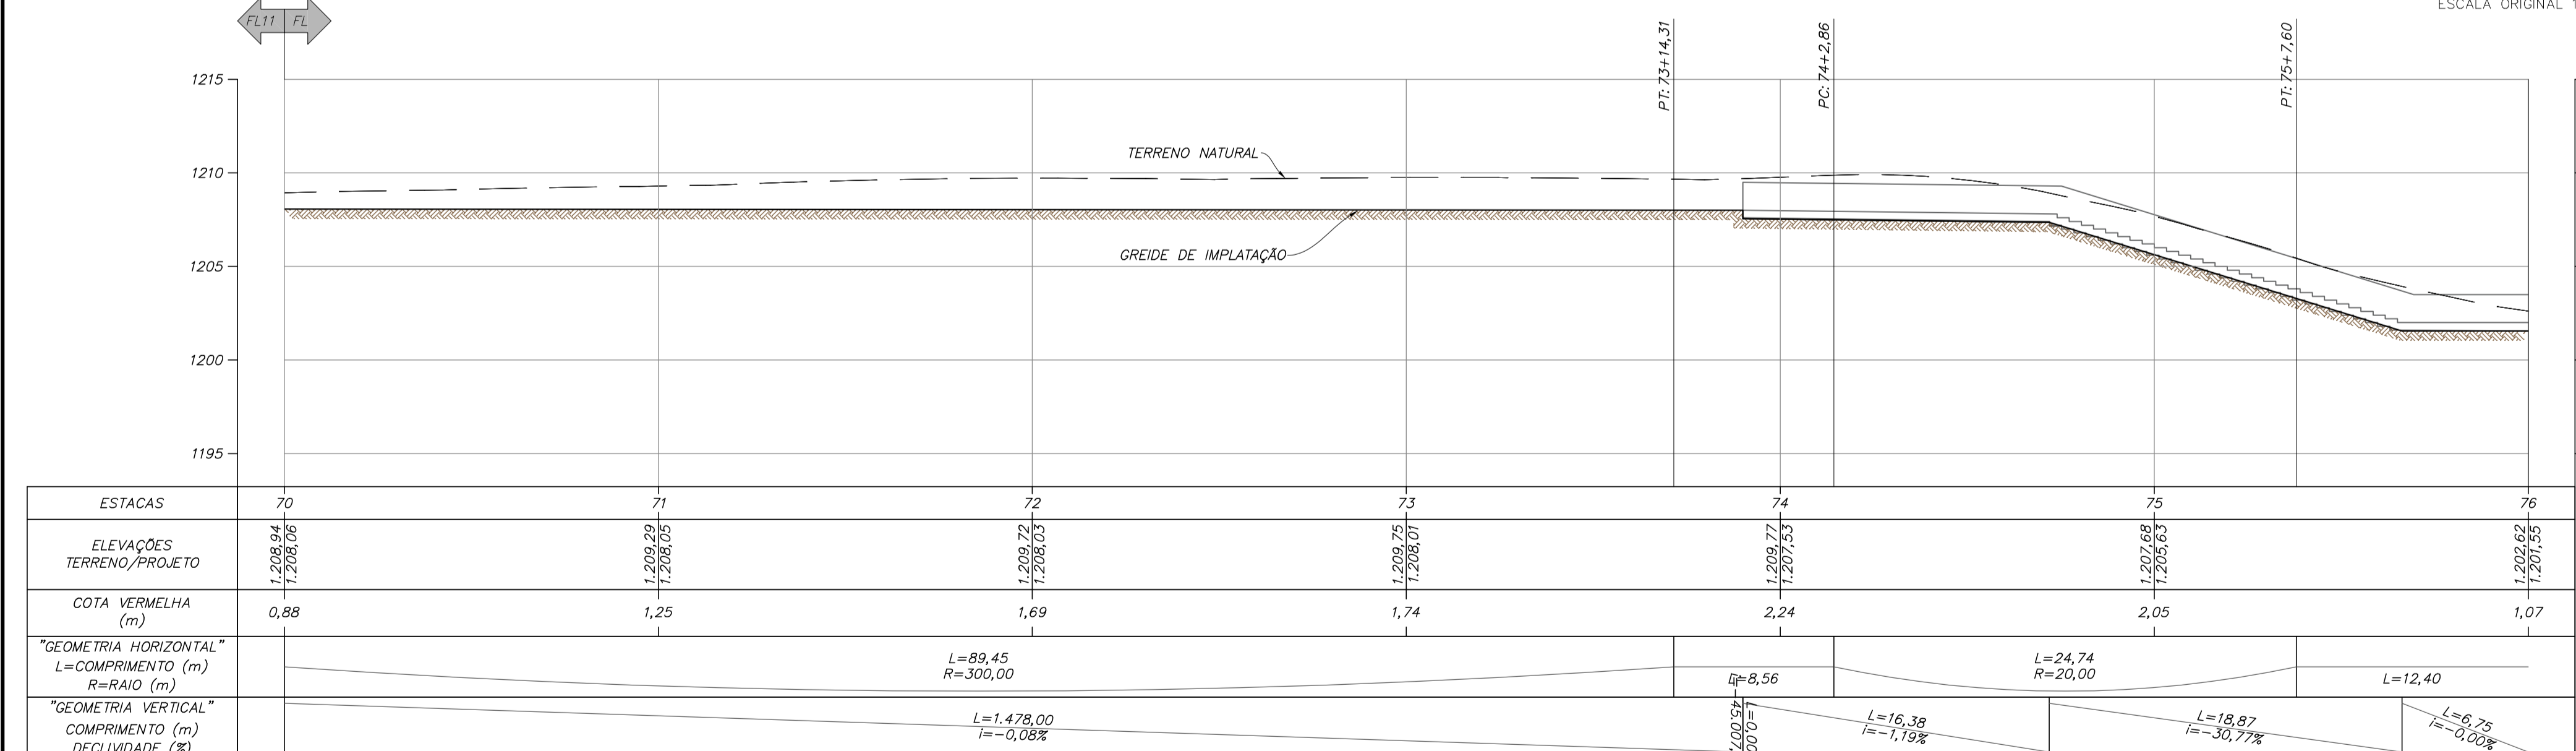 ESCALA ORIGINAL 1
FL11
FL
PT: 73+14,31
PC: 74+2,86
PT: 75+7,60
1215
1210
1205
1200
1195
TERRENO NATURAL
GREIDE DE IMPLATAÇÃO
ESTACAS
70 71 72 73 74 75 76
ELEVAÇÕES
TERRENO/PROJETO
1.208,94
1.208,06
1.209,29
1.208,05
1.209,72
1.208,03
1.209,75
1.208,01
1.209,77
1.207,53
1.207,68
1.205,63
1.202,62
1.201,55
COTA VERMELHA
(m)
0,88 1,25 1,69 1,74 2,24 2,05 1,07
"GEOMETRIA HORIZONTAL"
L=COMPRIMENTO (m)
R=RAIO (m)
L=89,45
R=300,00
L=8,56
L=24,74
R=20,00
L=12,40
"GEOMETRIA VERTICAL"
COMPRIMENTO (m)
DECLIVIDADE (%)
L=1.478,00
i=-0,08%
L=0,00
L=16,38
i=-1,19%
L=18,87
i=-30,77%
L=6,75
i=-0,00%